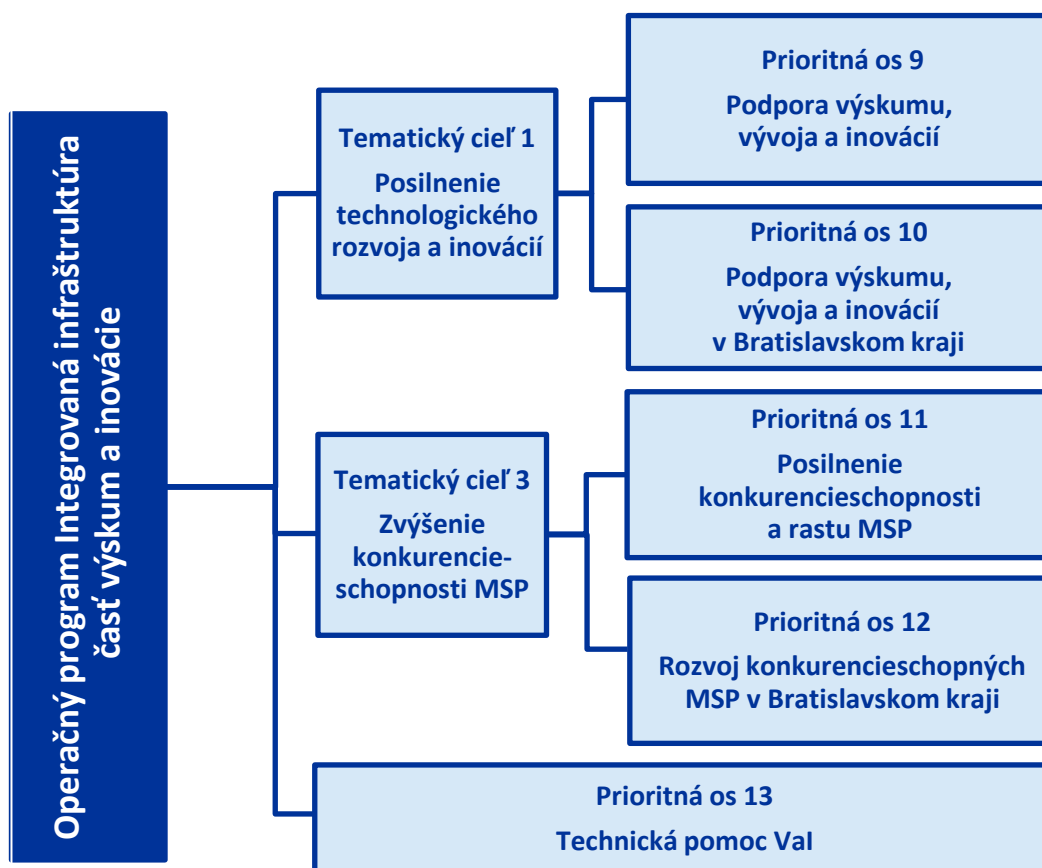 Operačný program Integrovaná infraštruktúra
časť výskum a inovácie
Tematický cieľ 1
Posilnenie
technologického
rozvoja a inovácií
Prioritná os 9
Podpora výskumu,
vývoja a inovácií
Prioritná os 10
Podpora výskumu,
vývoja a inovácií
v Bratislavskom kraji
Tematický cieľ 3
Zvýšenie
konkurencie-
schopnosti MSP
Prioritná os 11
Posilnenie
konkurencieschopnosti
a rastu MSP
Prioritná os 12
Rozvoj konkurencieschopných
MSP v Bratislavskom kraji
Prioritná os 13
Technická pomoc VaI